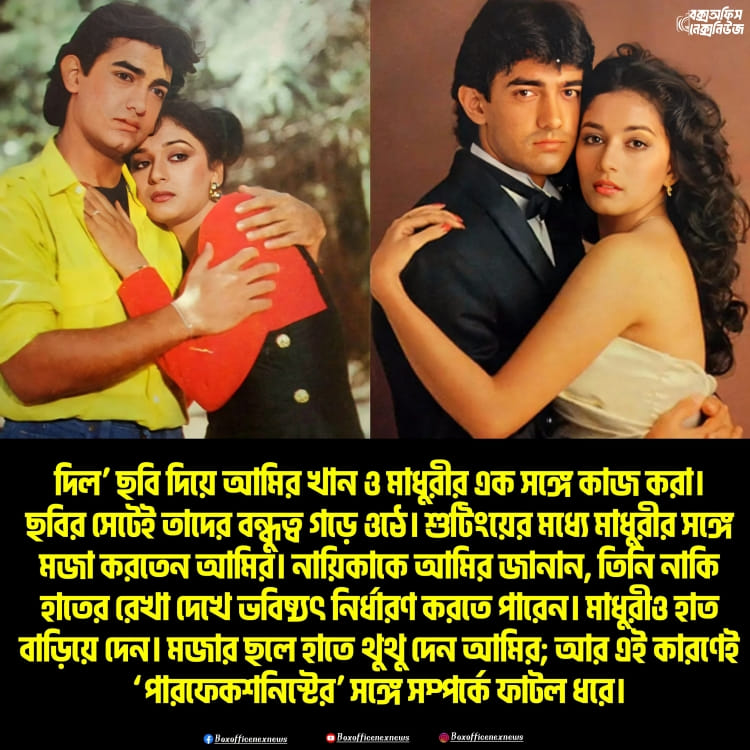 বক্সঅফিস
নেক্সনিউজ
দিল’ ছবি দিয়ে আমির খান ও মাধুরীর এক সঙ্গে কাজ করা।
ছবির সেটেই তাদের বন্ধুত্ব গড়ে ওঠে। শুটিংয়ের মধ্যে মাধুরীর সঙ্গে
মজা করতেন আমির। নায়িকাকে আমির জানান, তিনি নাকি
হাতের রেখা দেখে ভবিষ্যৎ নির্ধারণ করতে পারেন। মাধুরীও হাত
বাড়িয়ে দেন। মজার ছলে হাতে থুথু দেন আমির; আর এই কারণেই
‘পারফেকশনিস্টের’ সঙ্গে সম্পর্কে ফাটল ধরে।
Boxofficenexnews Boxofficenexnews Boxofficenexnews